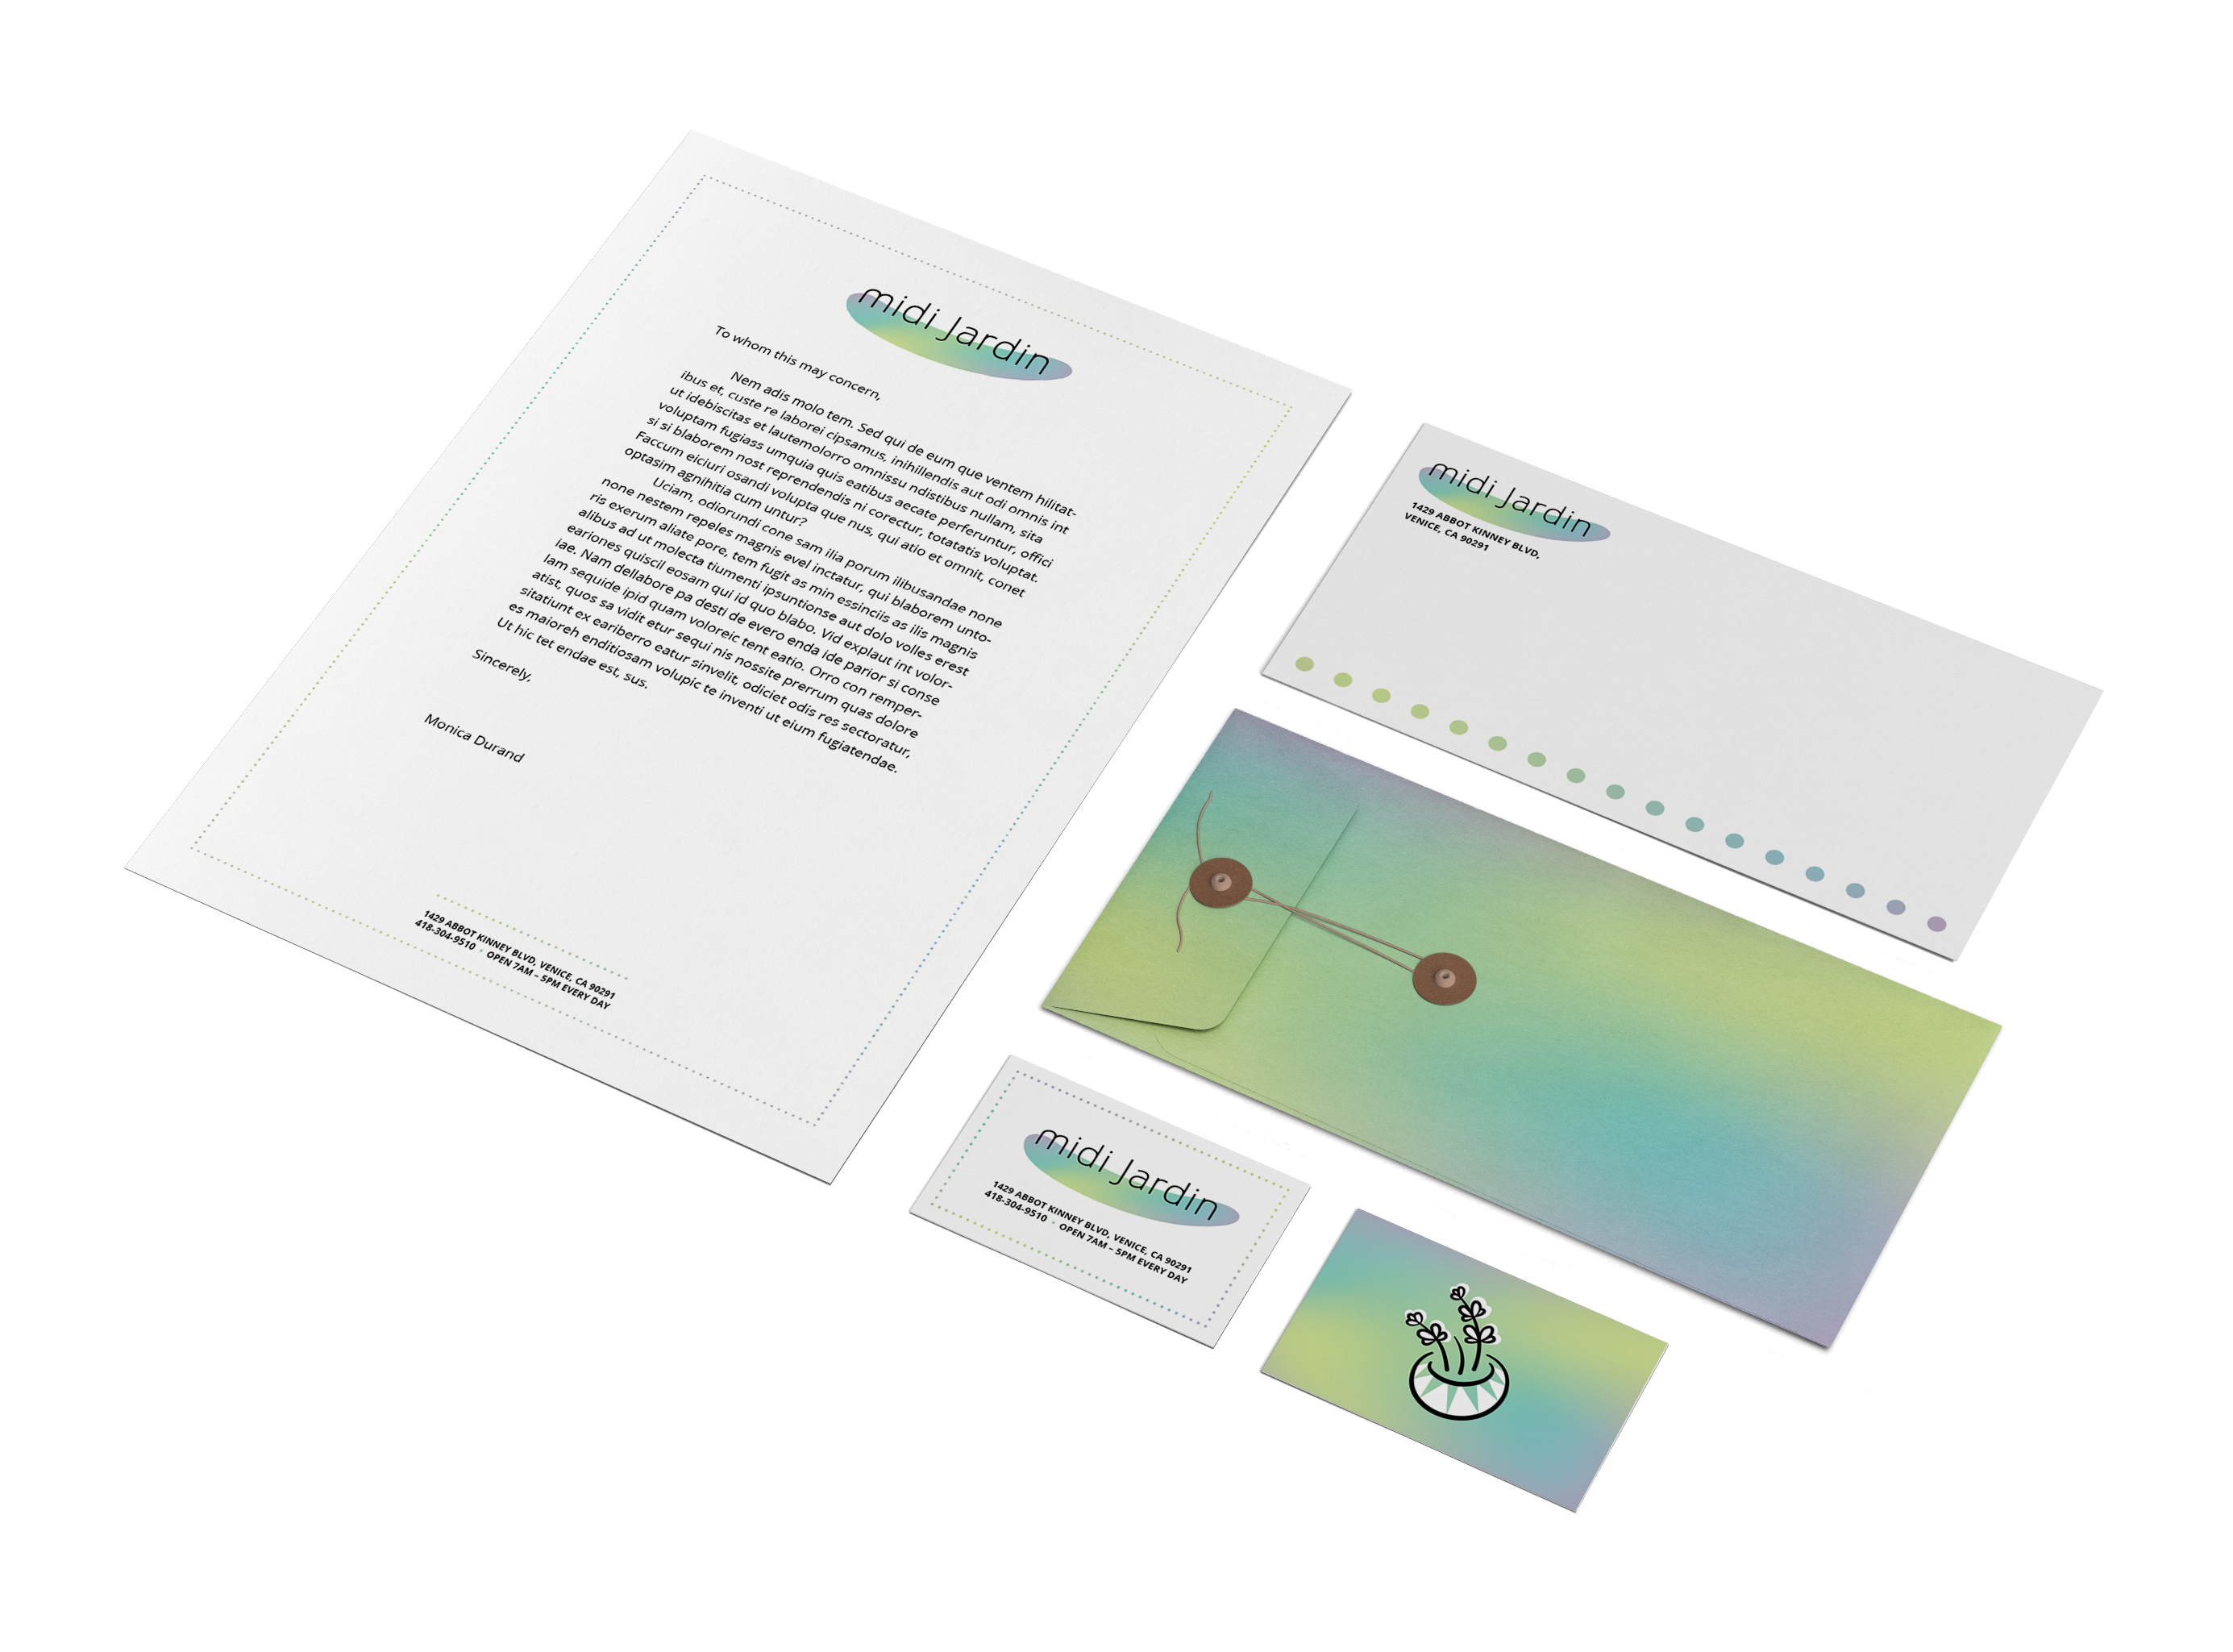 midi Jardin
To whom this may concern,
Nem adis molo tem. Sed qui de eum que ventem hilitat-
ibus et, custe re laborei cipsamus, inihillendis aut odi omnis int
ut idebiscitas et lautemolorro omnissu ndistibus nullam, sita
voluptam fugiass umquia quis eatibus aecate perferuntur, offici
si si blaborem nost reprendendis ni corectur, totatatis voluptat.
Faccum eiciuri osandi volupta que nus, qui atio et omnit, conet
optasim agnihitia cum untur?
Uciam, odiorundi cone sam ilia porum ilibusandae none
none nestem repeles magnis evel inctatur, qui blaborem unto-
ris exerum aliate pore, tem fugit as min essinciis as ilis magnis
alibus ad ut molecta tiumenti ipsuntionse aut dolo volles erest
eariones quiscil eosam qui id quo blabo. Vid explaut int volor-
lae. Nam dellabore pa desti de evero enda ide parior si conse
lam sequide ipid quam voloreic tent eatio. Orro con remper-
atist, quos sa vidit etur sequi nis nossite prerrum quas dolore
sitatiunt ex eariberro eatur sinvelit, odiciet odis res sectoratur,
es maioreh enditiosam volupic te inventi ut eium fugiatendae.
Ut hic tet endae est, sus.
Sincerely,
Monica Durand
1429 ABBOT KINNEY BLVD, VENICE, CA 90291
418-304-9510 • OPEN 7AM – 5PM EVERY DAY
midi Jardin
1429 ABBOT KINNEY BLVD,
VENICE, CA 90291
midi Jardin
1429 ABBOT KINNEY BLVD, VENICE, CA 90291
418-304-9510 • OPEN 7AM – 5PM EVERY DAY